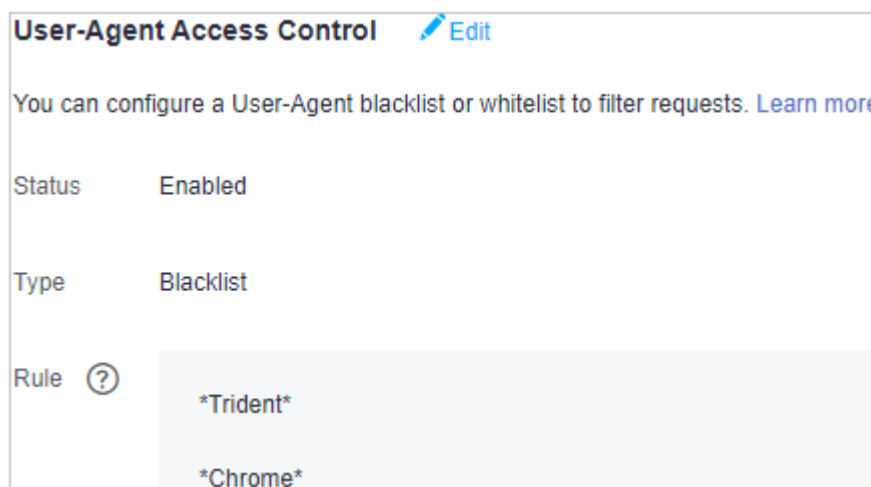 User-Agent Access Control Edit
You can configure a User-Agent blacklist or whitelist to filter requests. Learn more
Status Enabled
Type Blacklist
Rule ?
*Trident*
*Chrome*